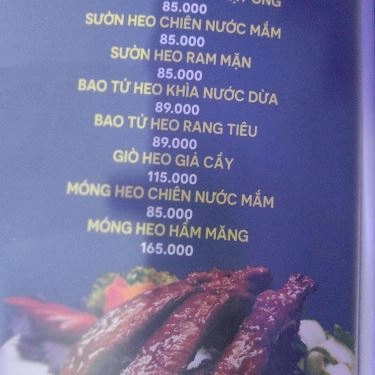 85.000
SƯỜN HEO CHIÊN NƯỚC MẮM
85.000
SƯỜN HEO RAM MẶN
85.000
BAO TỬ HEO KHÌA NƯỚC DỪA
89.000
BAO TỬ HEO RANG TIÊU
89.000
GIÒ HEO GIẢ CẦY
115.000
MÓNG HEO CHIÊN NƯỚC MẮM
85.000
MÓNG HEO HẦM MĂNG
165.000